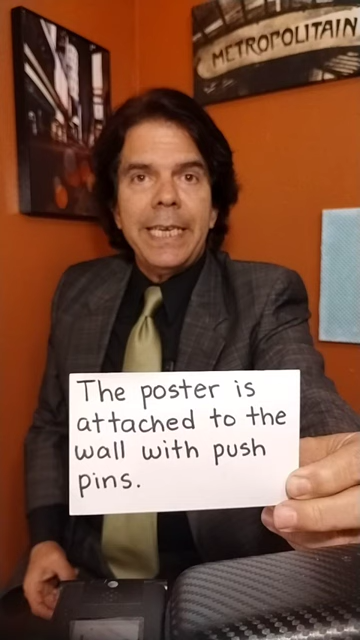 METROPOLITAIN
The poster is
attached to the
wall with push
pins.